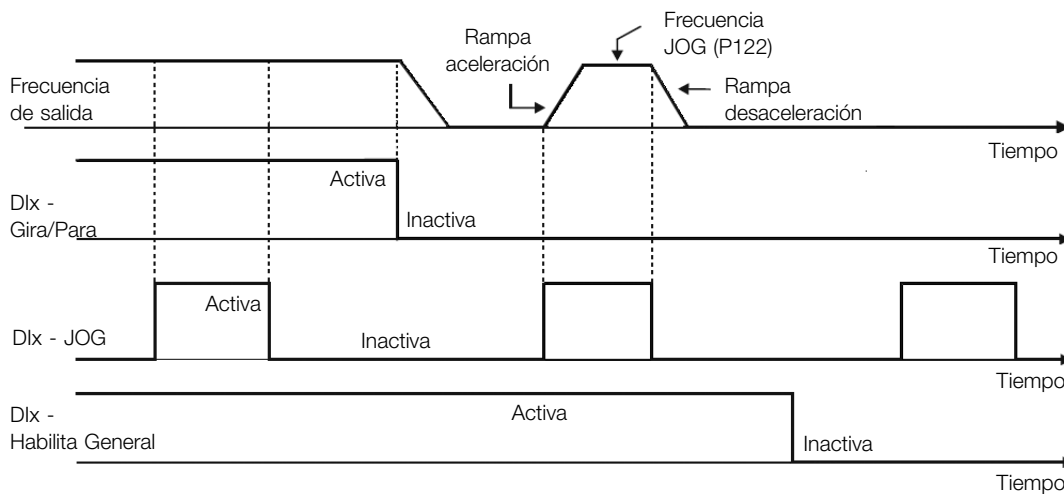 Frecuencia
JOG (P122)
Rampa
aceleración
Frecuencia
de salida
Rampa
desaceleración
Tiempo
Activa
DIx -
Gira/Para
Inactiva
Tiempo
Activa
DIx - JOG
Inactiva
Tiempo
DIx -
Habilita General
Activa
Inactiva
Tiempo